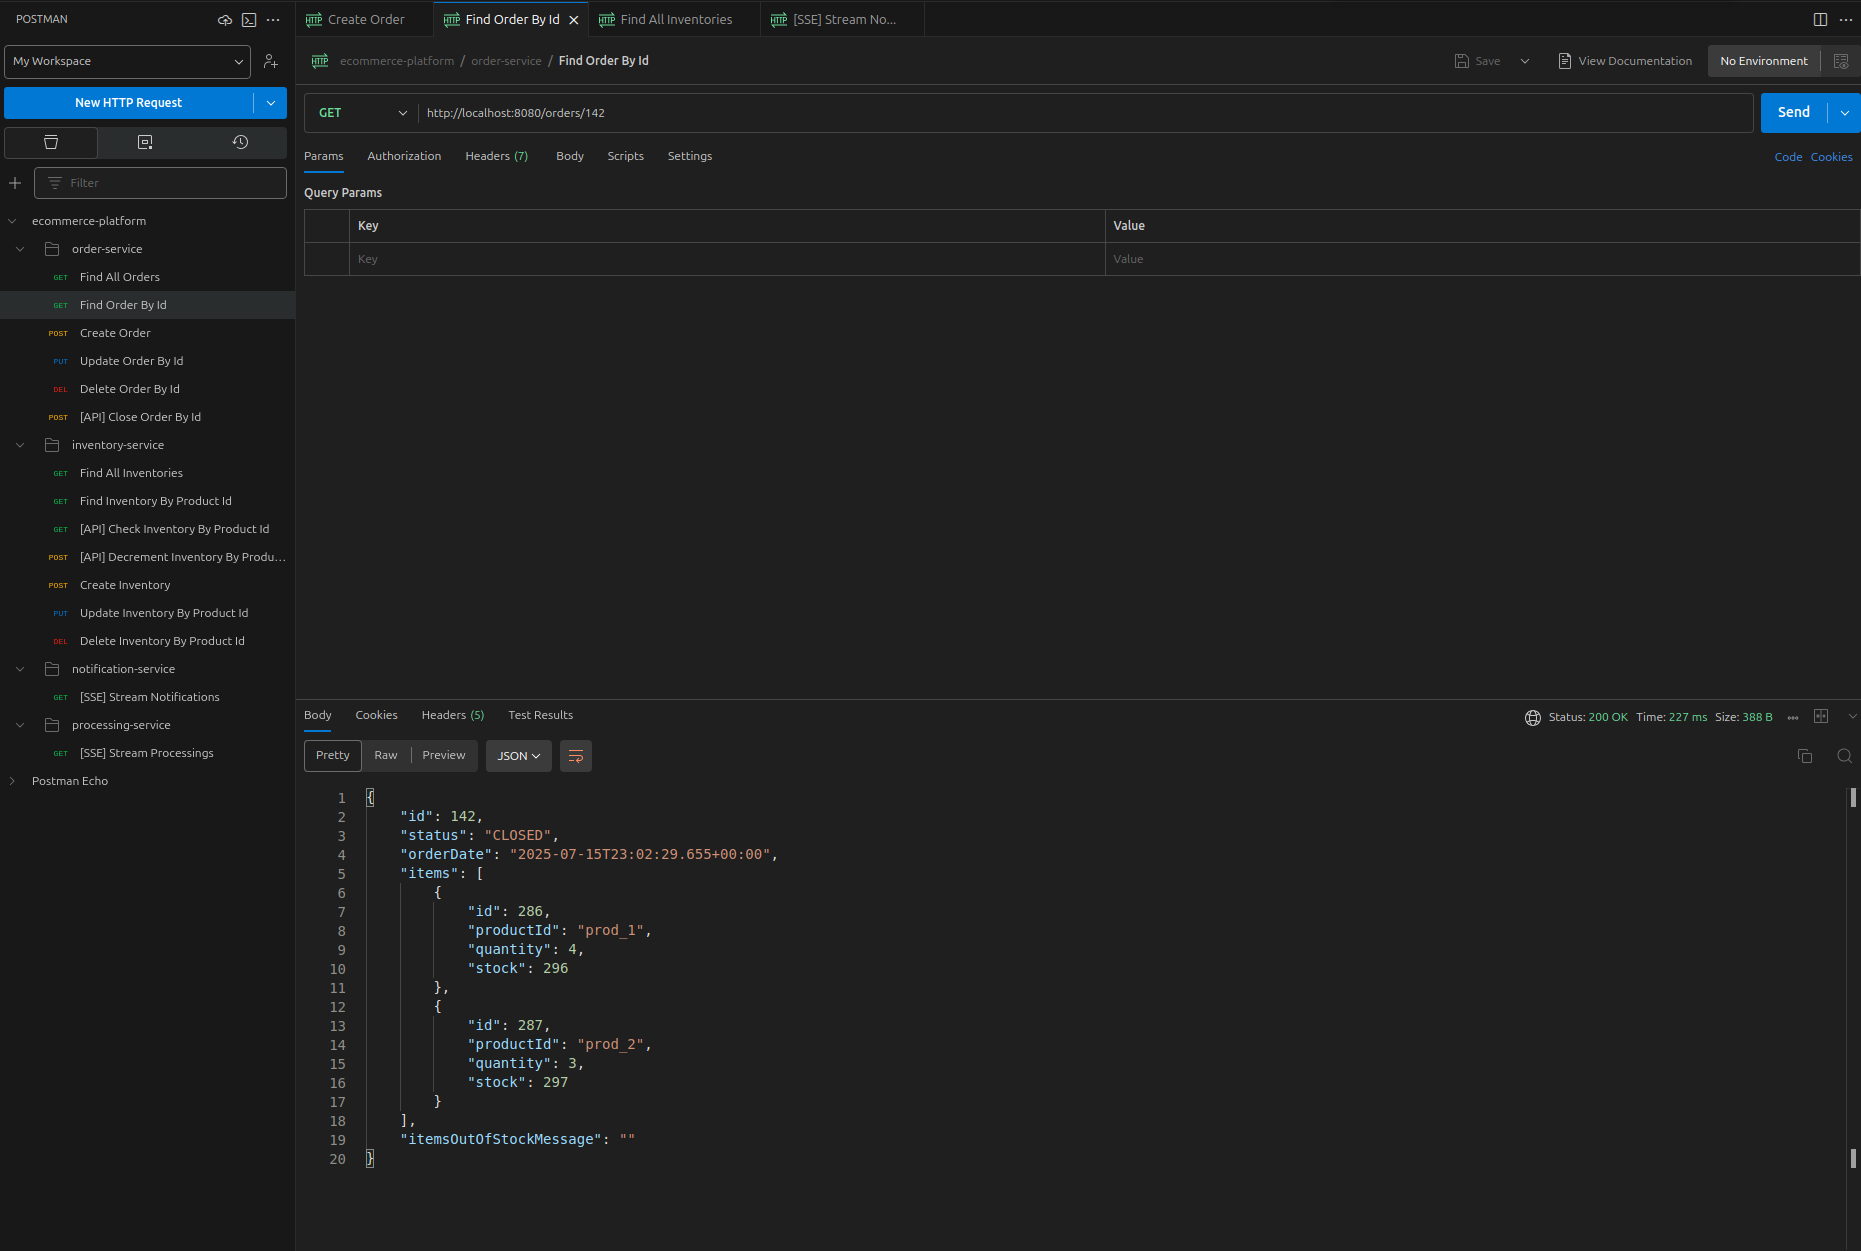 POSTMAN
My Workspace
New HTTP Request
Filter
ecommerce-platform
order-service
GET Find All Orders
GET Find Order By Id
POST Create Order
PUT Update Order By Id
DEL Delete Order By Id
POST [API] Close Order By Id
inventory-service
GET Find All Inventories
GET Find Inventory By Product Id
GET [API] Check Inventory By Product Id
POST [API] Decrement Inventory By Produ...
POST Create Inventory
PUT Update Inventory By Product Id
DEL Delete Inventory By Product Id
notification-service
GET [SSE] Stream Notifications
processing-service
GET [SSE] Stream Processings
Postman Echo
HTTP Create Order HTTP Find Order By Id HTTP Find All Inventories HTTP [SSE] Stream No...
HTTP ecommerce-platform / order-service / Find Order By Id Save View Documentation No Environment
GET http://localhost:8080/orders/142 Send
Params Authorization Headers (7) Body Scripts Settings Code Cookies
Query Params
Key Value
Key Value
Body Cookies Headers (5) Test Results Status: 200 OK Time: 227 ms Size: 388 B
Pretty Raw Preview JSON
1 {
2 "id": 142,
3 "status": "CLOSED",
4 "orderDate": "2025-07-15T23:02:29.655+00:00",
5 "items": [
6 {
7 "id": 286,
8 "productId": "prod_1",
9 "quantity": 4,
10 "stock": 296
11 },
12 {
13 "id": 287,
14 "productId": "prod_2",
15 "quantity": 3,
16 "stock": 297
17 }
18 ],
19 "itemsOutOfStockMessage": ""
20 }